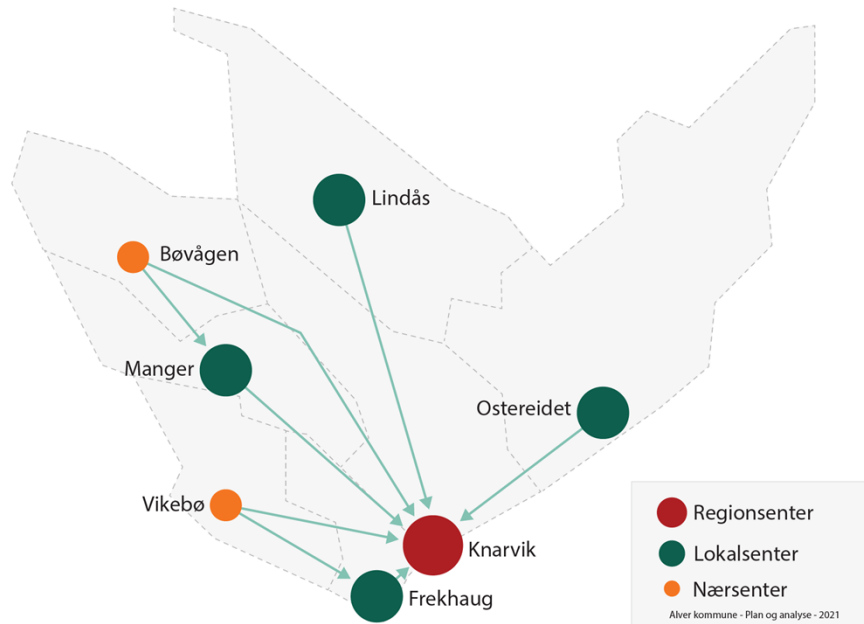 Lindås
Bøvågen
Manger
Ostereidet
Vikebø
Knarvik
Frekhaug
Regionsenter
Lokalsenter
Nærsenter
Alver kommune - Plan og analyse - 2021